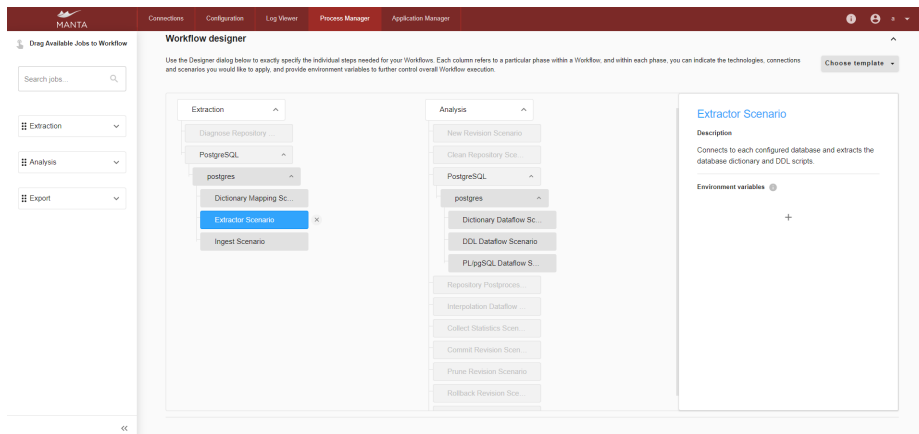 MANTA
Connections
Configuration
Log Viewer
Process Manager
Application Manager
a
Drag Available Jobs to Workflow
Search jobs...
Extraction
Analysis
Export
Workflow designer
Use the Designer dialog below to exactly specify the individual steps needed for your Workflows. Each column refers to a particular phase within a Workflow, and within each phase, you can indicate the technologies, connections
and scenarios you would like to apply, and provide environment variables to further control overall Workflow execution.
Choose template
Extraction
Diagnose Repository ...
PostgreSQL
postgres
Dictionary Mapping Sc...
Extractor Scenario
Ingest Scenario
Analysis
New Revision Scenario
Clean Repository Sce...
PostgreSQL
postgres
Dictionary Dataflow Sc...
DDL Dataflow Scenario
PL/pgSQL Dataflow S...
Repository Postproces...
Interpolation Dataflow ...
Collect Statistics Scen...
Commit Revision Scen...
Prune Revision Scenario
Rollback Revision Sce...
Extractor Scenario
Description
Connects to each configured database and extracts the
database dictionary and DDL scripts.
Environment variables